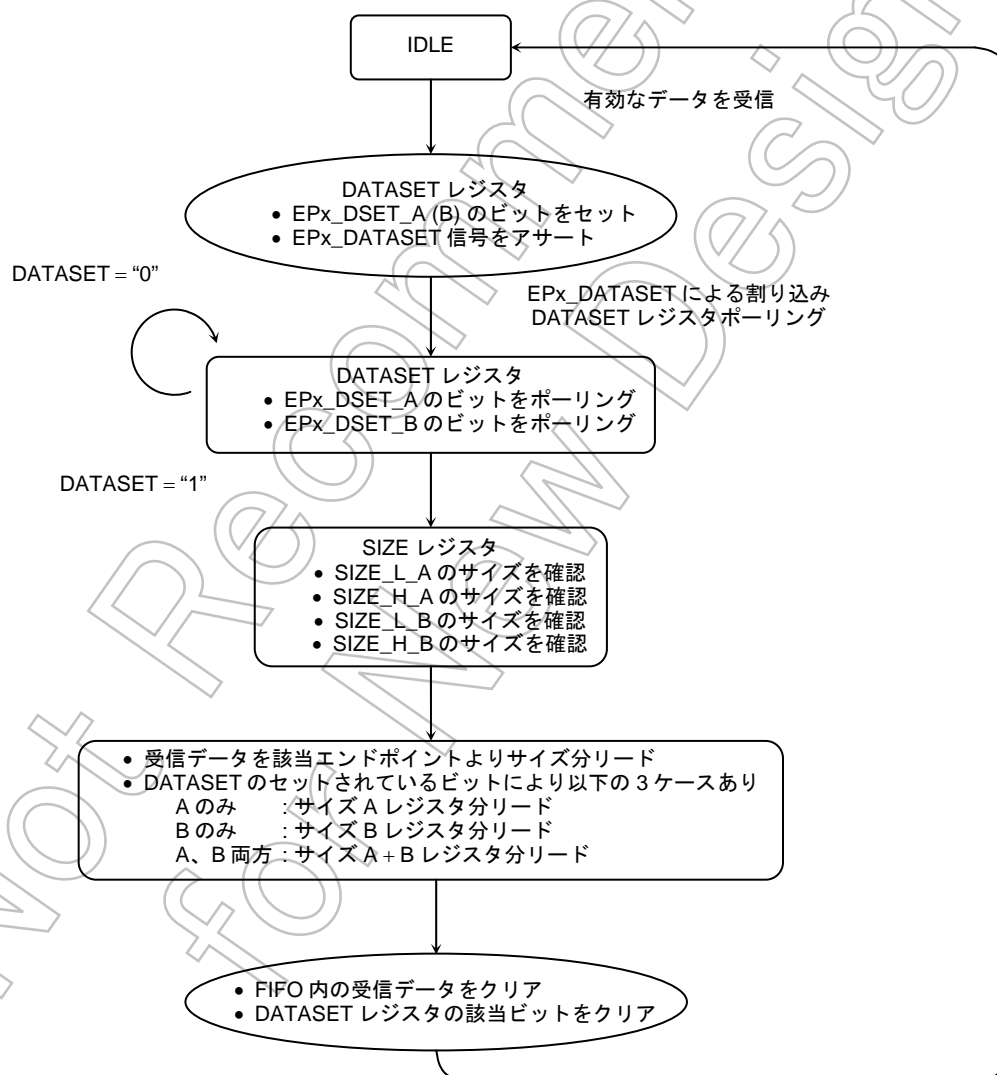 IDLE
有効なデータを受信
DATASET レジスタ
• EPx_DSET_A (B) のビットをセット
• EPx_DATASET 信号をアサート
DATASET = “0”
EPx_DATASET による割り込み
DATASET レジスタポーリング
DATASET レジスタ
• EPx_DSET_A のビットをポーリング
• EPx_DSET_B のビットをポーリング
DATASET = “1”
SIZE レジスタ
• SIZE_L_A のサイズを確認
• SIZE_H_A のサイズを確認
• SIZE_L_B のサイズを確認
• SIZE_H_B のサイズを確認
• 受信データを該当エンドポイントよりサイズ分リード
• DATASET のセットされているビットにより以下の 3 ケースあり
A のみ : サイズ A レジスタ分リード
B のみ : サイズ B レジスタ分リード
A、B 両方 : サイズ A + B レジスタ分リード
• FIFO 内の受信データをクリア
• DATASET レジスタの該当ビットをクリア
Not Recommen
for New Design